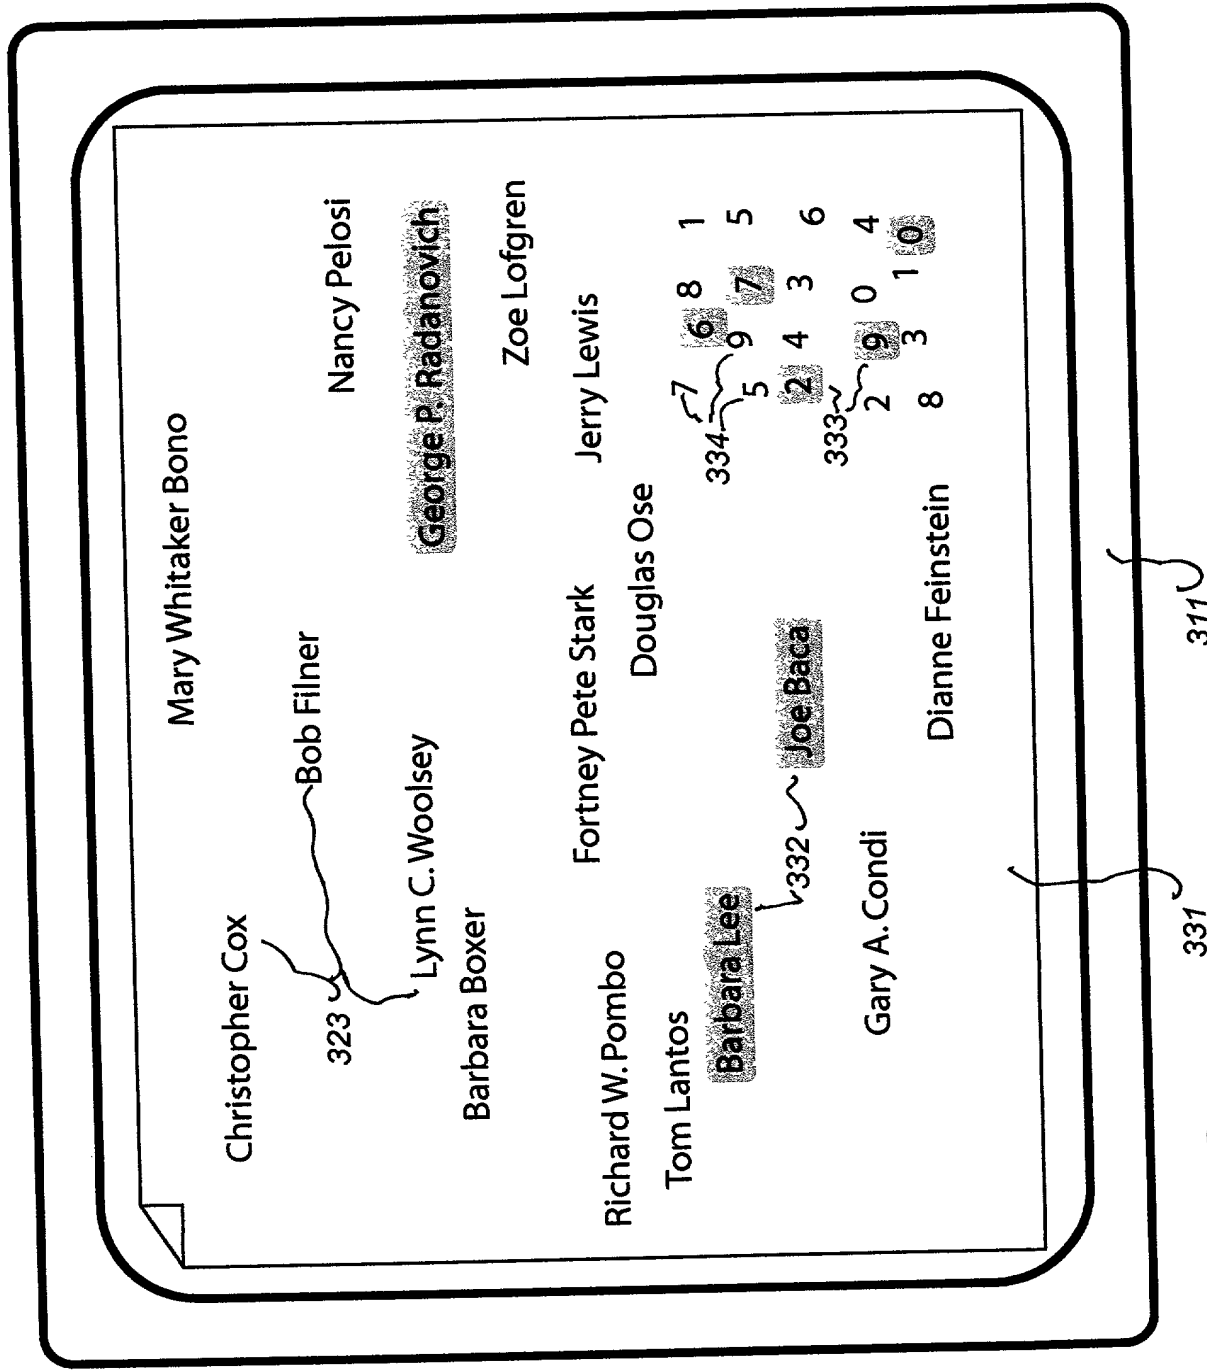 Mary Whitaker Bono
Christopher Cox
Bob Filner
Nancy Pelosi
323
Lynn C. Woolsey
George P. Radanovich
Barbara Boxer
Zoe Lofgren
Richard W. Pombo
Fortney Pete Stark
Jerry Lewis
Tom Lantos
Douglas Ose
7 6 8 1
334
5 9 7 5
Barbara Lee
332
Joe Baca
2 4 3 6
333
Gary A. Condi
2 9 0 4
Dianne Feinstein
8 3 1 0
331
311